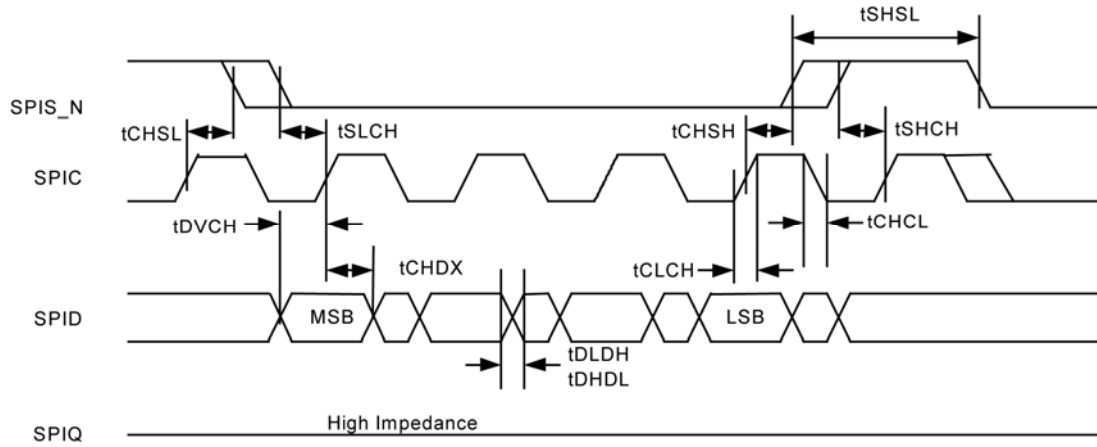 tSHSL
SPIS_N
tCHSL
tSLCH
tCHSH
tSHCH
SPIC
tDVCH
tCHCL
tCHDX
tCLCH
SPID
MSB
LSB
tDLDH
tDHDL
High Impedance
SPIQ